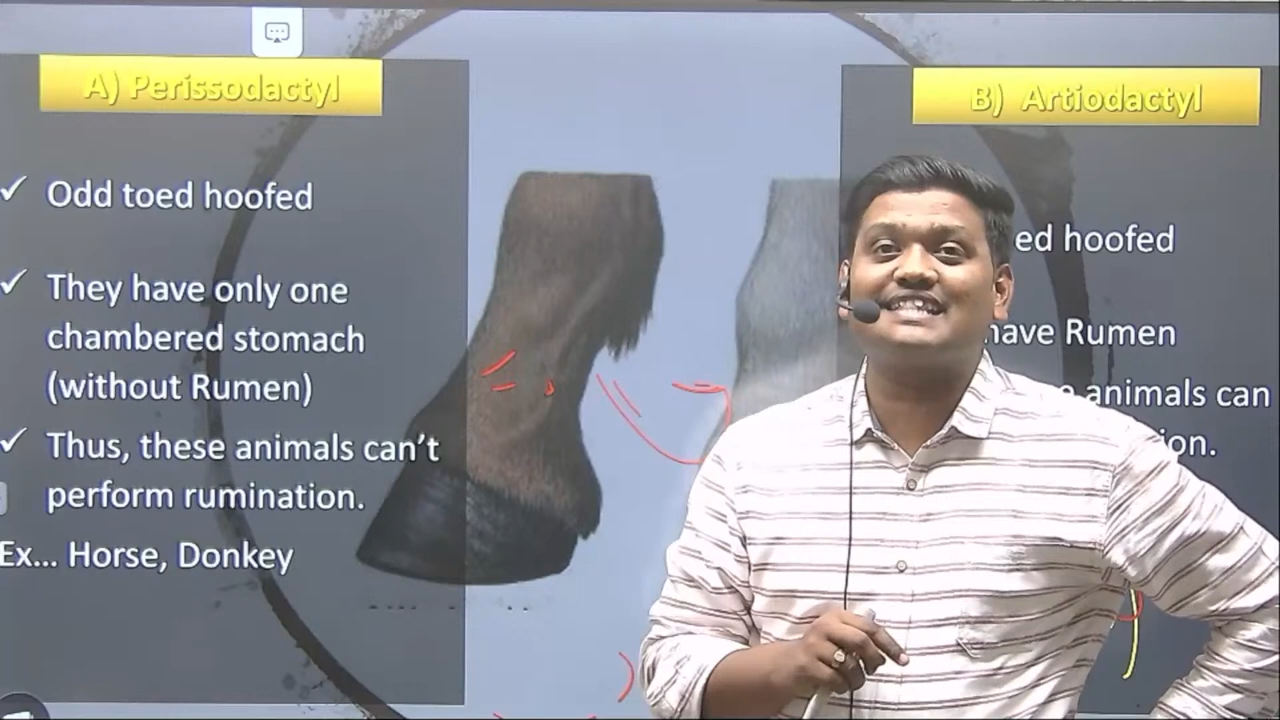 A) Perissodactyl
✓ Odd toed hoofed
✓ They have only one
chambered stomach
(without Rumen)
✓ Thus, these animals can't
perform rumination.
Ex... Horse, Donkey
B) Artiodactyl
ed hoofed
have Rumen
animals can
ion.